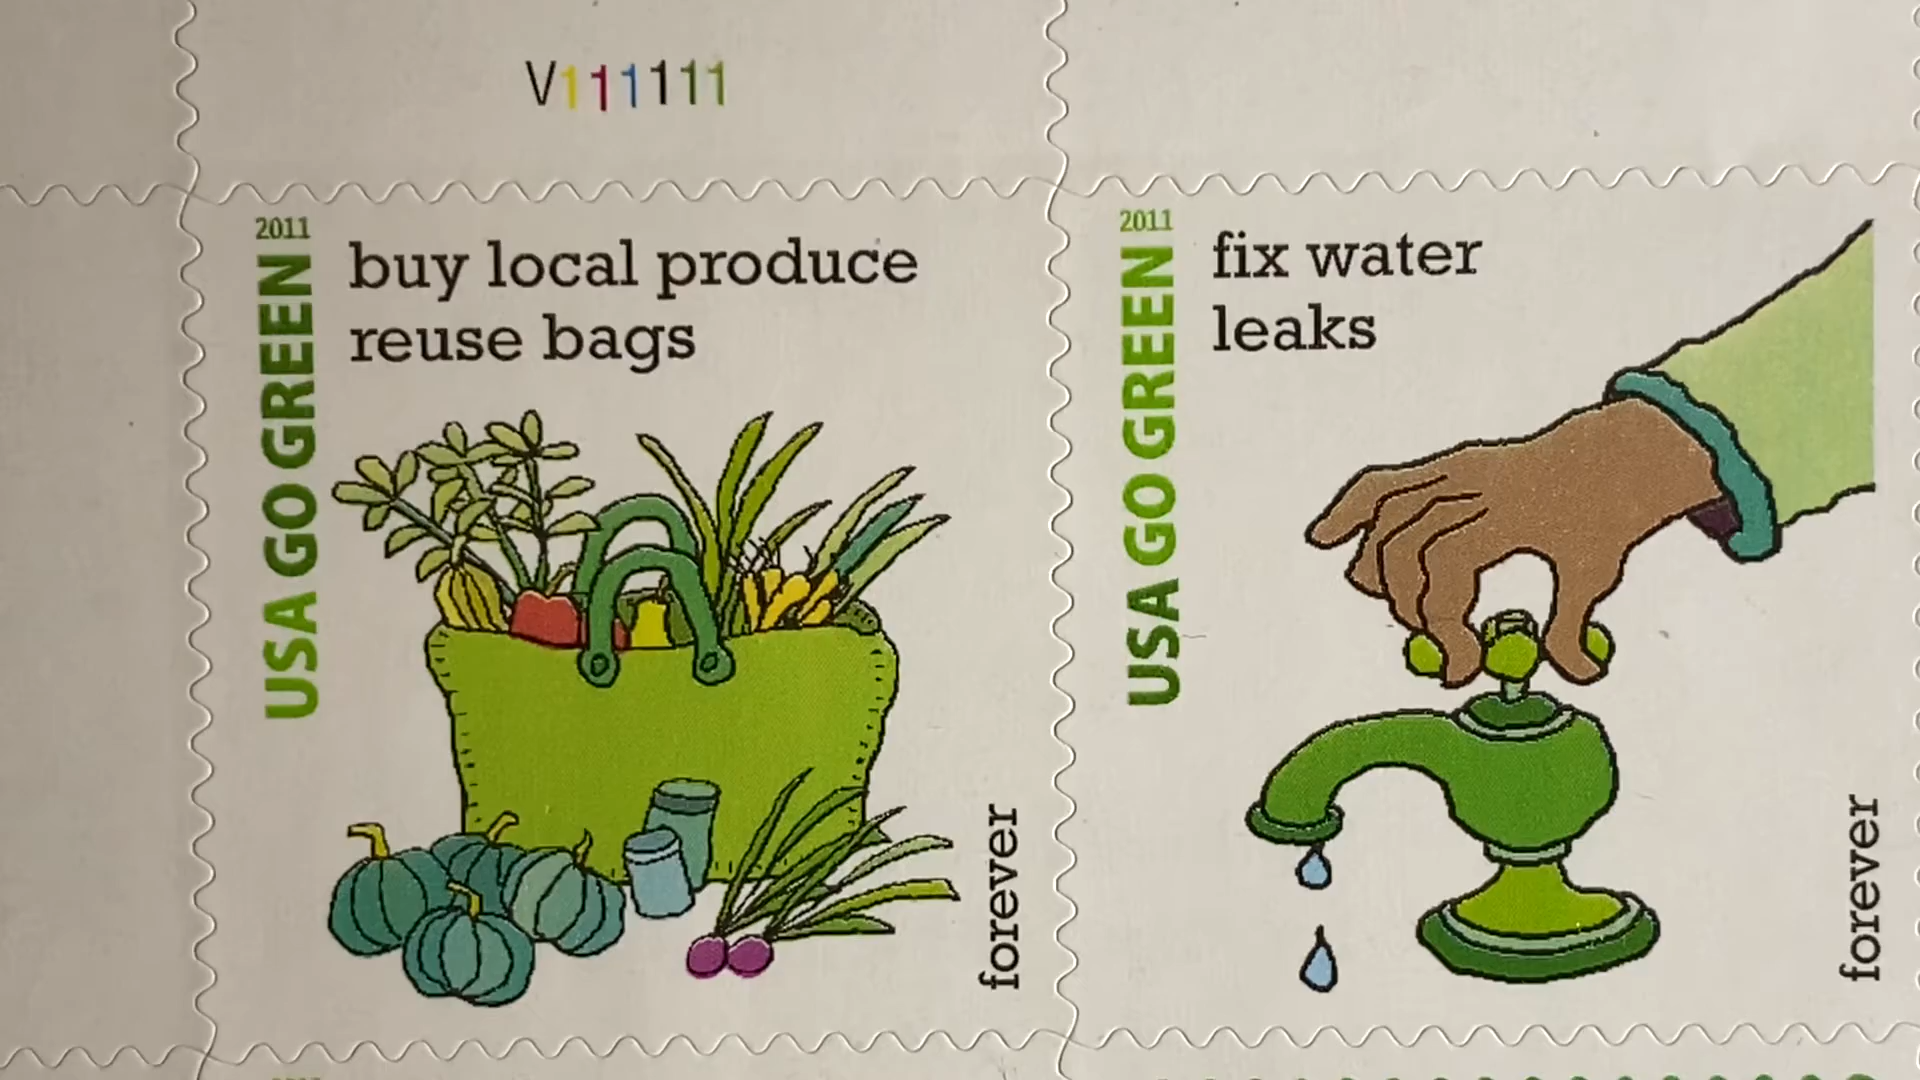 V111111
2011
USA GO GREEN
buy local produce
reuse bags
forever
2011
USA GO GREEN
fix water
leaks
forever